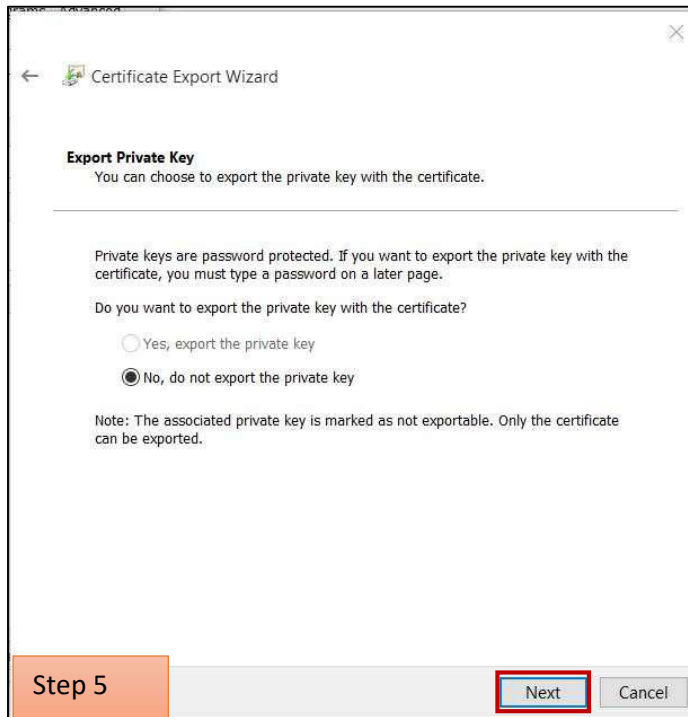 Certificate Export Wizard
Export Private Key
You can choose to export the private key with the certificate.
Private keys are password protected. If you want to export the private key with the
certificate, you must type a password on a later page.
Do you want to export the private key with the certificate?
Yes, export the private key
No, do not export the private key
Note: The associated private key is marked as not exportable. Only the certificate
can be exported.
Step 5
Next
Cancel